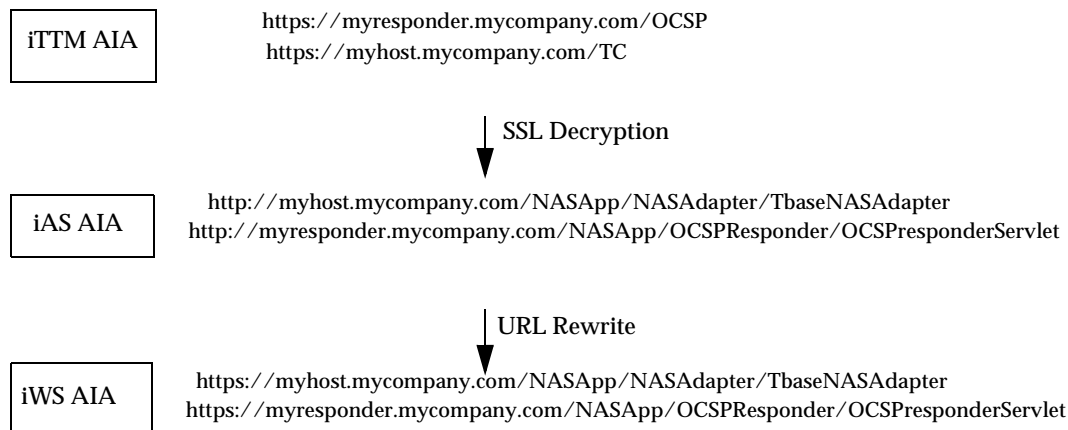 iTTM AIA
https://myresponder.mycompany.com/OCSP
https://myhost.mycompany.com/TC
SSL Decryption
iAS AIA
http://myhost.mycompany.com/NASApp/NASAdapter/TbaseNASAdapter
http://myresponder.mycompany.com/NASApp/OCSPResponder/OCSPresponderServlet
URL Rewrite
iWS AIA
https://myhost.mycompany.com/NASApp/NASAdapter/TbaseNASAdapter
https://myresponder.mycompany.com/NASApp/OCSPResponder/OCSPresponderServlet